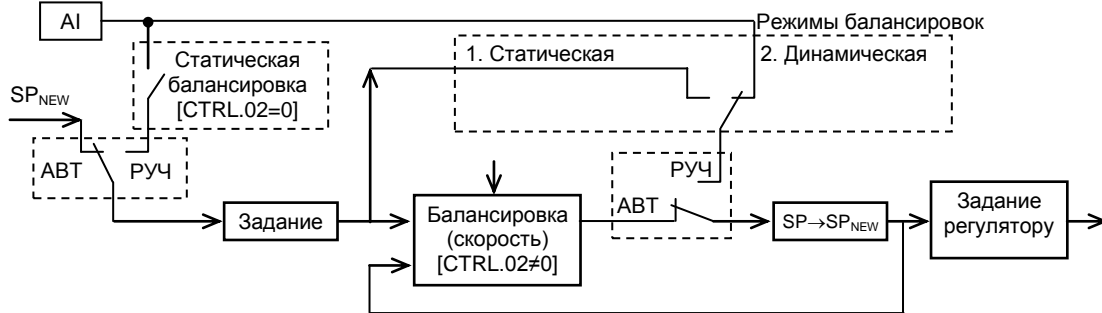 AI
Режимы балансировок
Статическая
балансировка
[CTRL.02=0]
1. Статическая
2. Динамическая
SPNEW
АВТ
РУЧ
РУЧ
АВТ
Задание
Балансировка
(скорость)
[CTRL.02≠0]
SP→SPNEW
Задание
регулятору